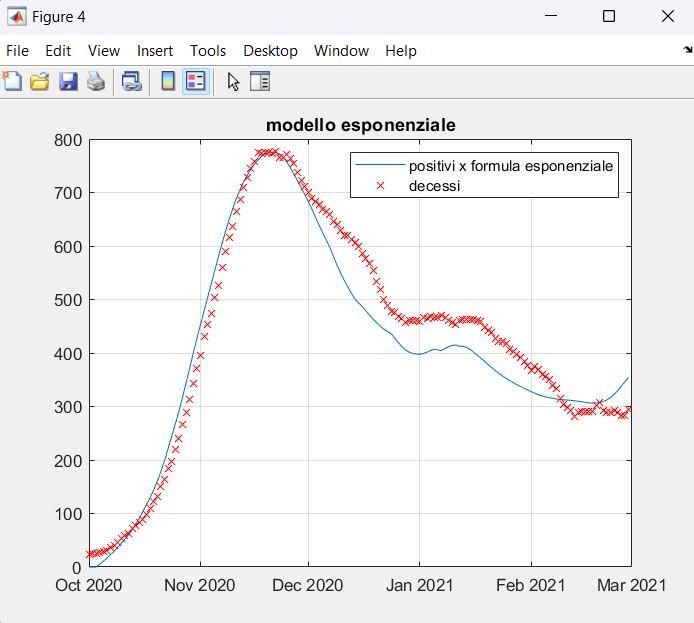 Figure 4
File Edit View Insert Tools Desktop Window Help
modello esponenziale
800
700
600
500
400
300
200
100
0
positivi x formula esponenziale
decessi
Oct 2020 Nov 2020 Dec 2020 Jan 2021 Feb 2021 Mar 2021